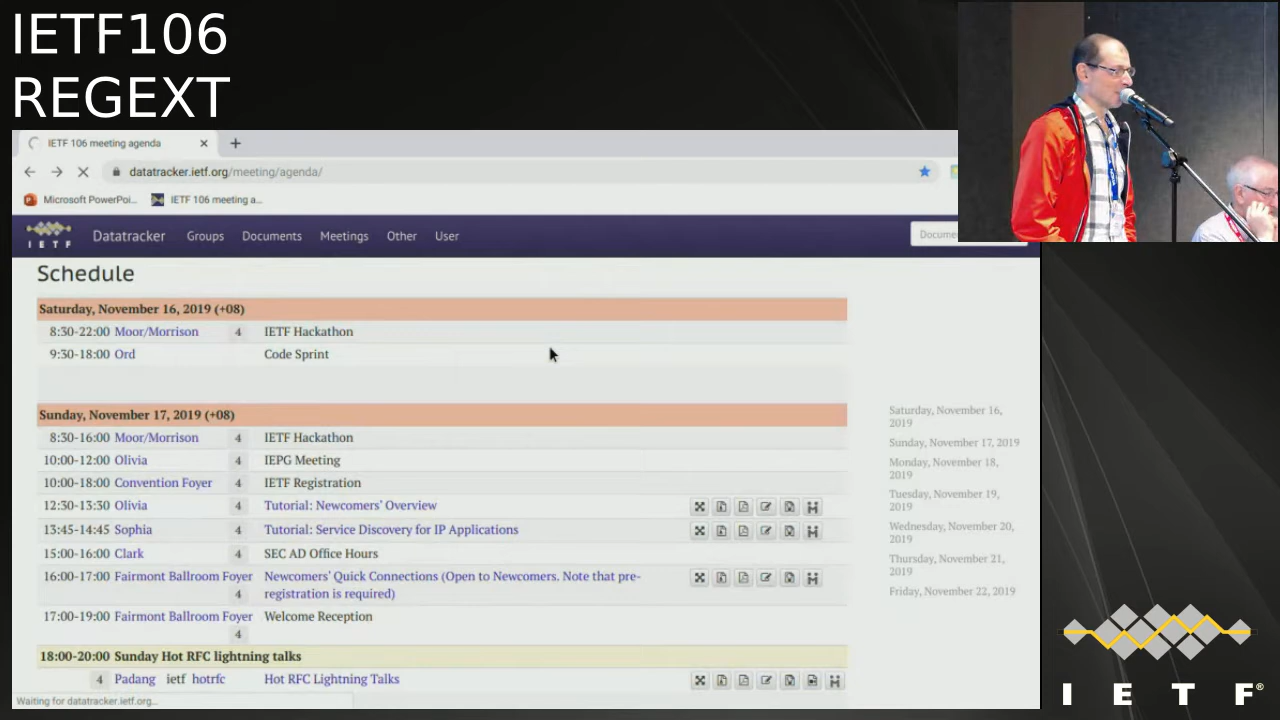 IETF106
REGEXT
IETF 106 meeting agenda
datatracker.ietf.org/meeting/agenda/
Microsoft PowerPoi... IETF 106 meeting a...
I E T F Datatracker Groups Documents Meetings Other User
Schedule
Saturday, November 16, 2019 (+08)
8:30-22:00 Moor/Morrison 4 IETF Hackathon
9:30-18:00 Ord Code Sprint
Sunday, November 17, 2019 (+08)
8:30-16:00 Moor/Morrison 4 IETF Hackathon
10:00-12:00 Olivia 4 IEPG Meeting
10:00-18:00 Convention Foyer 4 IETF Registration
12:30-13:30 Olivia 4 Tutorial: Newcomers' Overview
13:45-14:45 Sophia 4 Tutorial: Service Discovery for IP Applications
15:00-16:00 Clark 4 SEC AD Office Hours
16:00-17:00 Fairmont Ballroom Foyer Newcomers' Quick Connections (Open to Newcomers. Note that pre-
4 registration is required)
17:00-19:00 Fairmont Ballroom Foyer Welcome Reception
4
18:00-20:00 Sunday Hot RFC lightning talks
4 Padang ietf hotrfc Hot RFC Lightning Talks
Waiting for datatracker.ietf.org...
Saturday, November 16,
2019
Sunday, November 17, 2019
Monday, November 18,
2019
Tuesday, November 19,
2019
Wednesday, November 20,
2019
Thursday, November 21,
2019
Friday, November 22, 2019
I E T F®